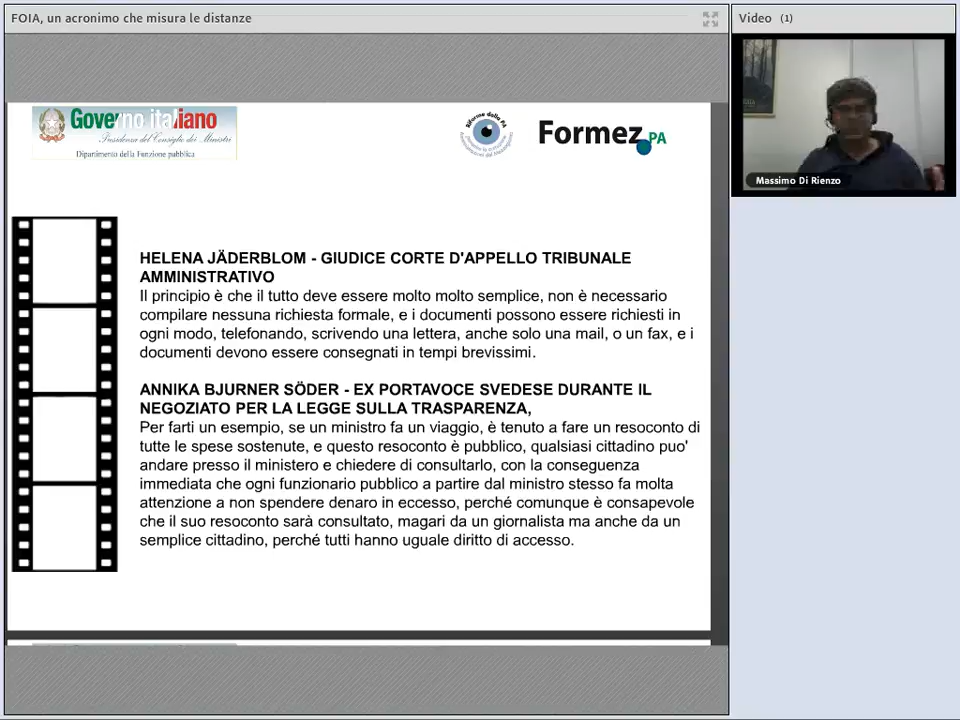 FOIA, un acronimo che misura le distanze
Video (1)
Governo italiano
Presidenza del Consiglio dei Ministri
Dipartimento della Funzione pubblica
Riforme della PA
Formez PA
Massimo Di Rienzo
HELENA JÄDERBLOM - GIUDICE CORTE D'APPELLO TRIBUNALE
AMMINISTRATIVO
Il principio è che il tutto deve essere molto molto semplice, non è necessario
compilare nessuna richiesta formale, e i documenti possono essere richiesti in
ogni modo, telefonando, scrivendo una lettera, anche solo una mail, o un fax, e i
documenti devono essere consegnati in tempi brevissimi.
ANNIKA BJURNER SÖDER - EX PORTAVOCE SVEDESE DURANTE IL
NEGOZIATO PER LA LEGGE SULLA TRASPARENZA,
Per farti un esempio, se un ministro fa un viaggio, è tenuto a fare un resoconto di
tutte le spese sostenute, e questo resoconto è pubblico, qualsiasi cittadino puo'
andare presso il ministero e chiedere di consultarlo, con la conseguenza
immediata che ogni funzionario pubblico a partire dal ministro stesso fa molta
attenzione a non spendere denaro in eccesso, perché comunque è consapevole
che il suo resoconto sarà consultato, magari da un giornalista ma anche da un
semplice cittadino, perché tutti hanno uguale diritto di accesso.